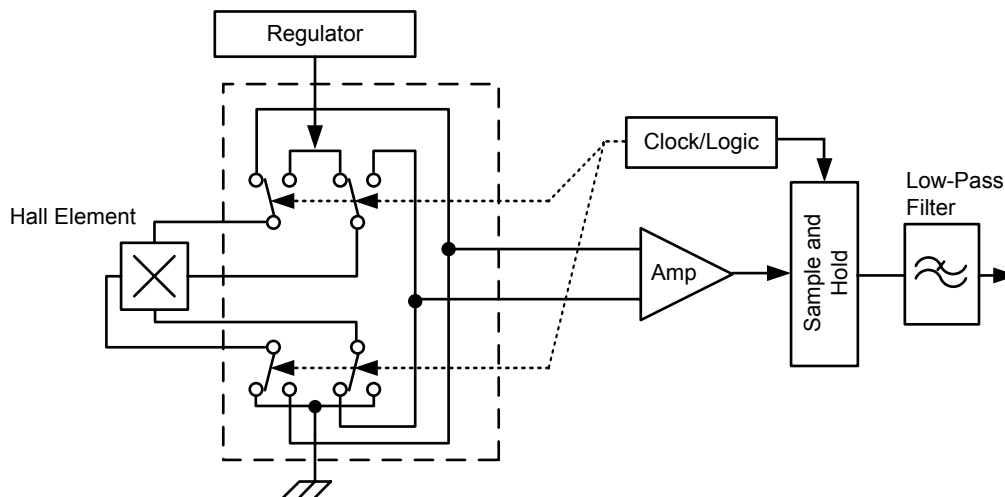 Regulator
Clock/Logic
Low-Pass
Filter
Hall Element
Amp
Sample and
Hold